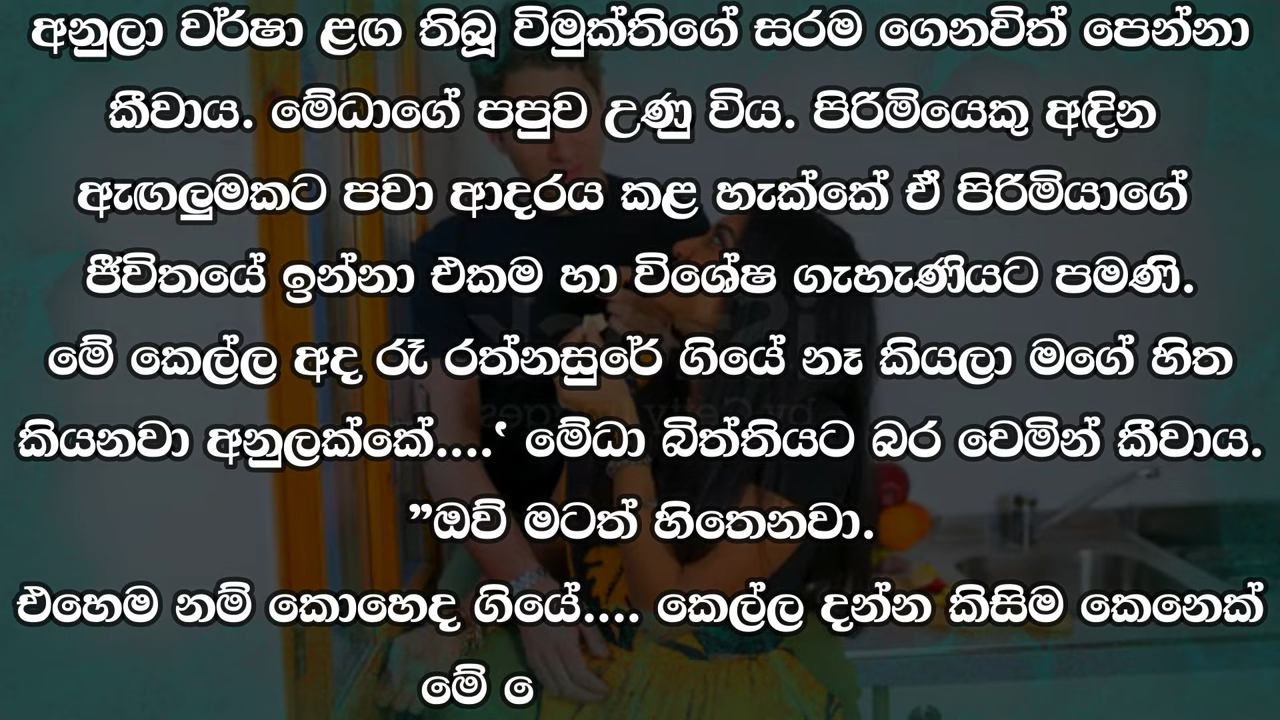 අනුලා වර්ෂා ළඟ තිබූ විමුක්තිගේ සරම ගෙනවිත් පෙන්නා
කීවාය. මේධාගේ පපුව උණු විය. පිරිමියෙකු අඳින
ඇඟලුමකට පවා ආදරය කළ හැක්කේ ඒ පිරිමියාගේ
ජීවිතයේ ඉන්නා එකම හා විශේෂ ගැහැණියට පමණි.
මේ කෙල්ල අද රෑ රත්නසුරේ ගියේ නෑ කියලා මගේ හිත
කියනවා අනුලක්කේ....‛ මේධා බිත්තියට බර වෙමින් කීවාය.
”ඔව් මටත් හිතෙනවා.
එහෙම නම් කොහෙද ගියේ.... කෙල්ල දන්න කිසිම කෙනෙක්
මේ ෙ